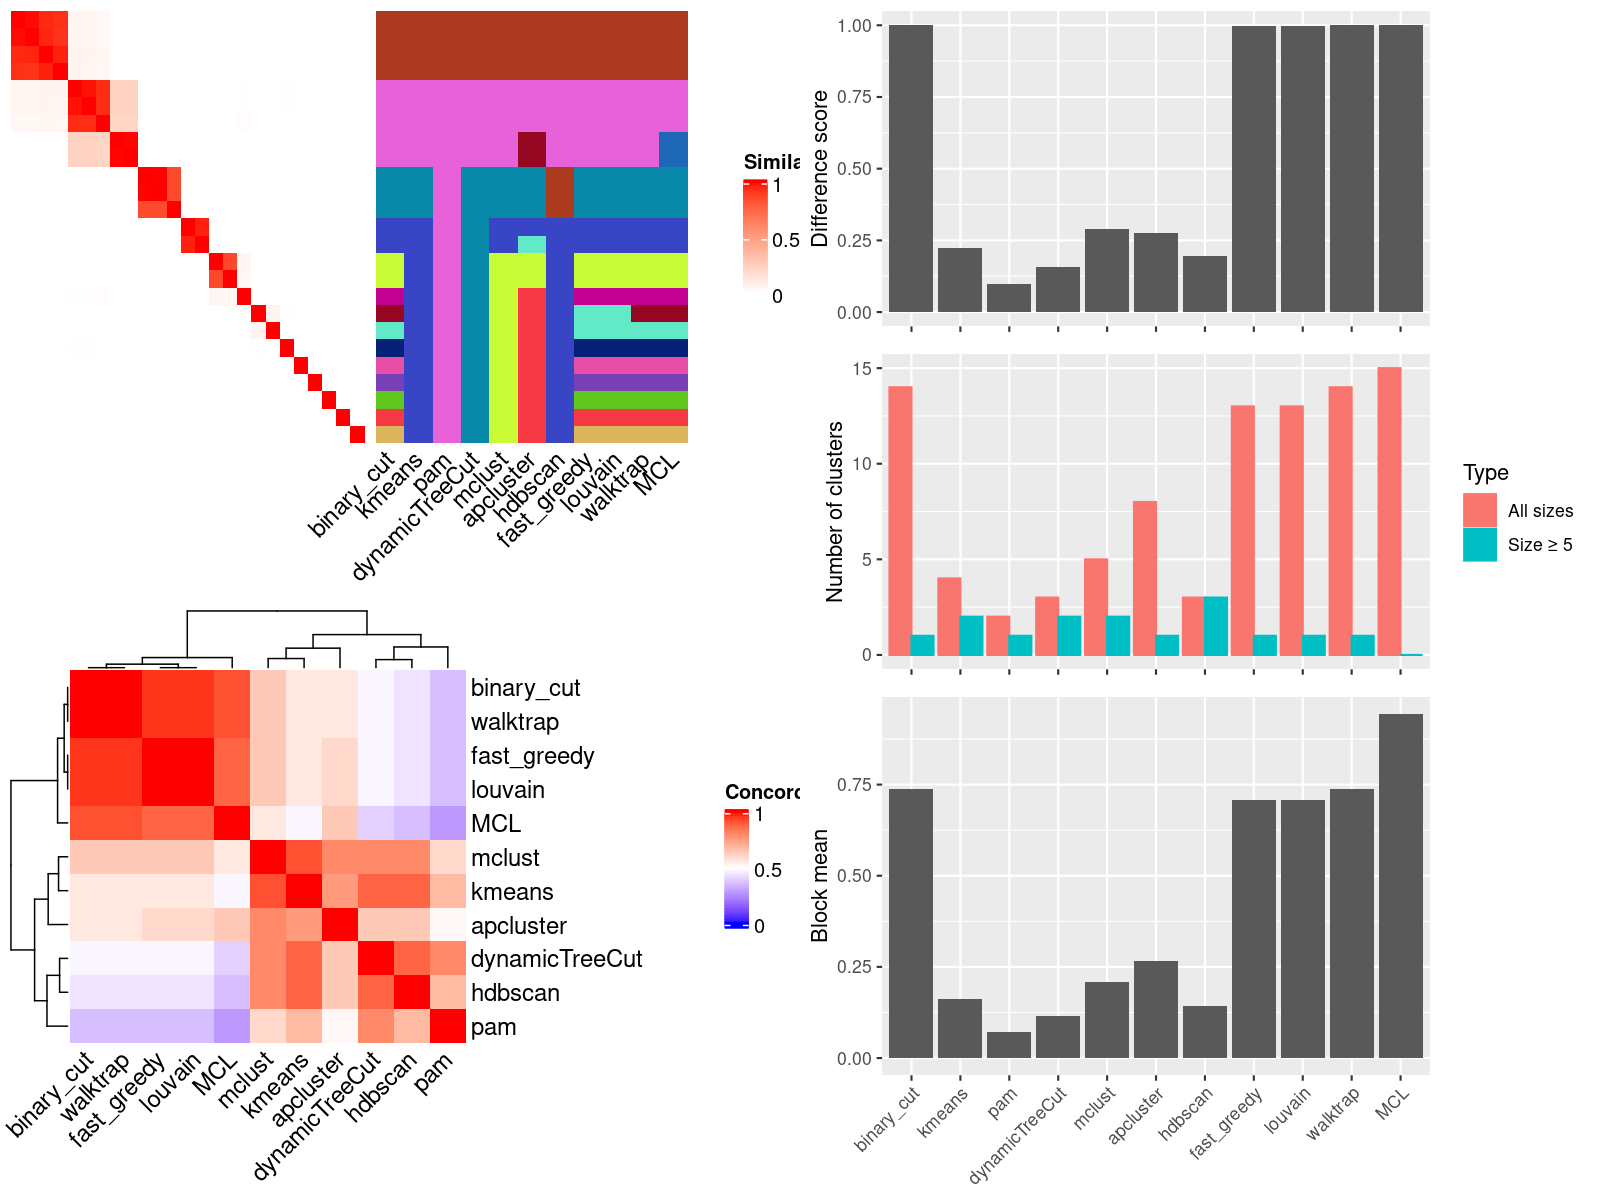 Simila
1
0.5
0
binary_cut
kmeans
pam
dynamicTreeCut
mclust
apcluster
hdbscan
fast_greedy
louvain
walktrap
MCL
binary_cut
walktrap
fast_greedy
louvain
MCL
mclust
kmeans
apcluster
dynamicTreeCut
hdbscan
pam
Concord
1
0.5
0
binary_cut
walktrap
fast_greedy
louvain
MCL
mclust
kmeans
apcluster
dynamicTreeCut
hdbscan
pam
Difference score
1.00
0.75
0.50
0.25
0.00
Number of clusters
15
10
5
0
Type
All sizes
Size ≥ 5
Block mean
0.75
0.50
0.25
0.00
binary_cut
kmeans
pam
dynamicTreeCut
mclust
apcluster
hdbscan
fast_greedy
louvain
walktrap
MCL